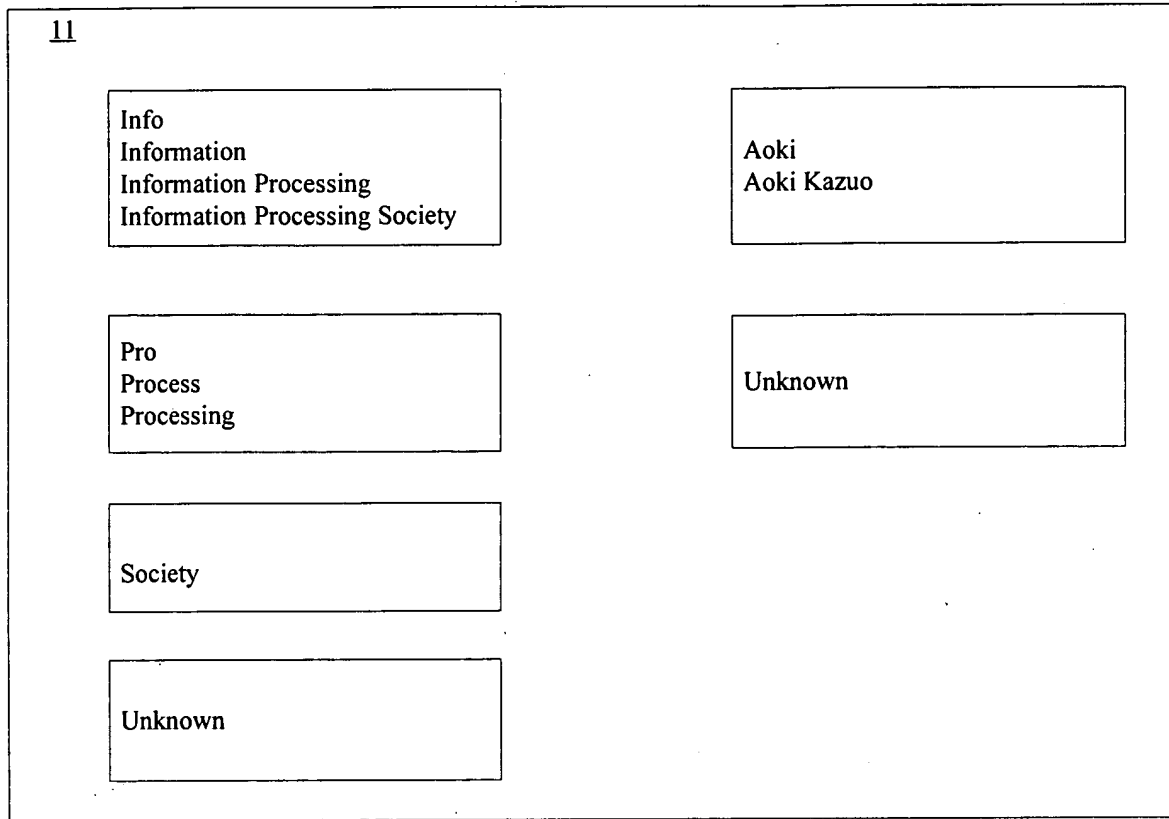 11
Info
Information
Information Processing
Information Processing Society
Aoki
Aoki Kazuo
Pro
Process
Processing
Unknown
Society
Unknown